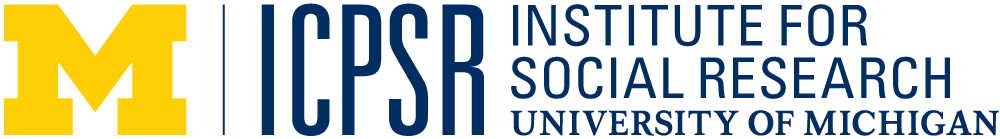 M
ICPSR
INSTITUTE FOR
SOCIAL RESEARCH
UNIVERSITY OF MICHIGAN